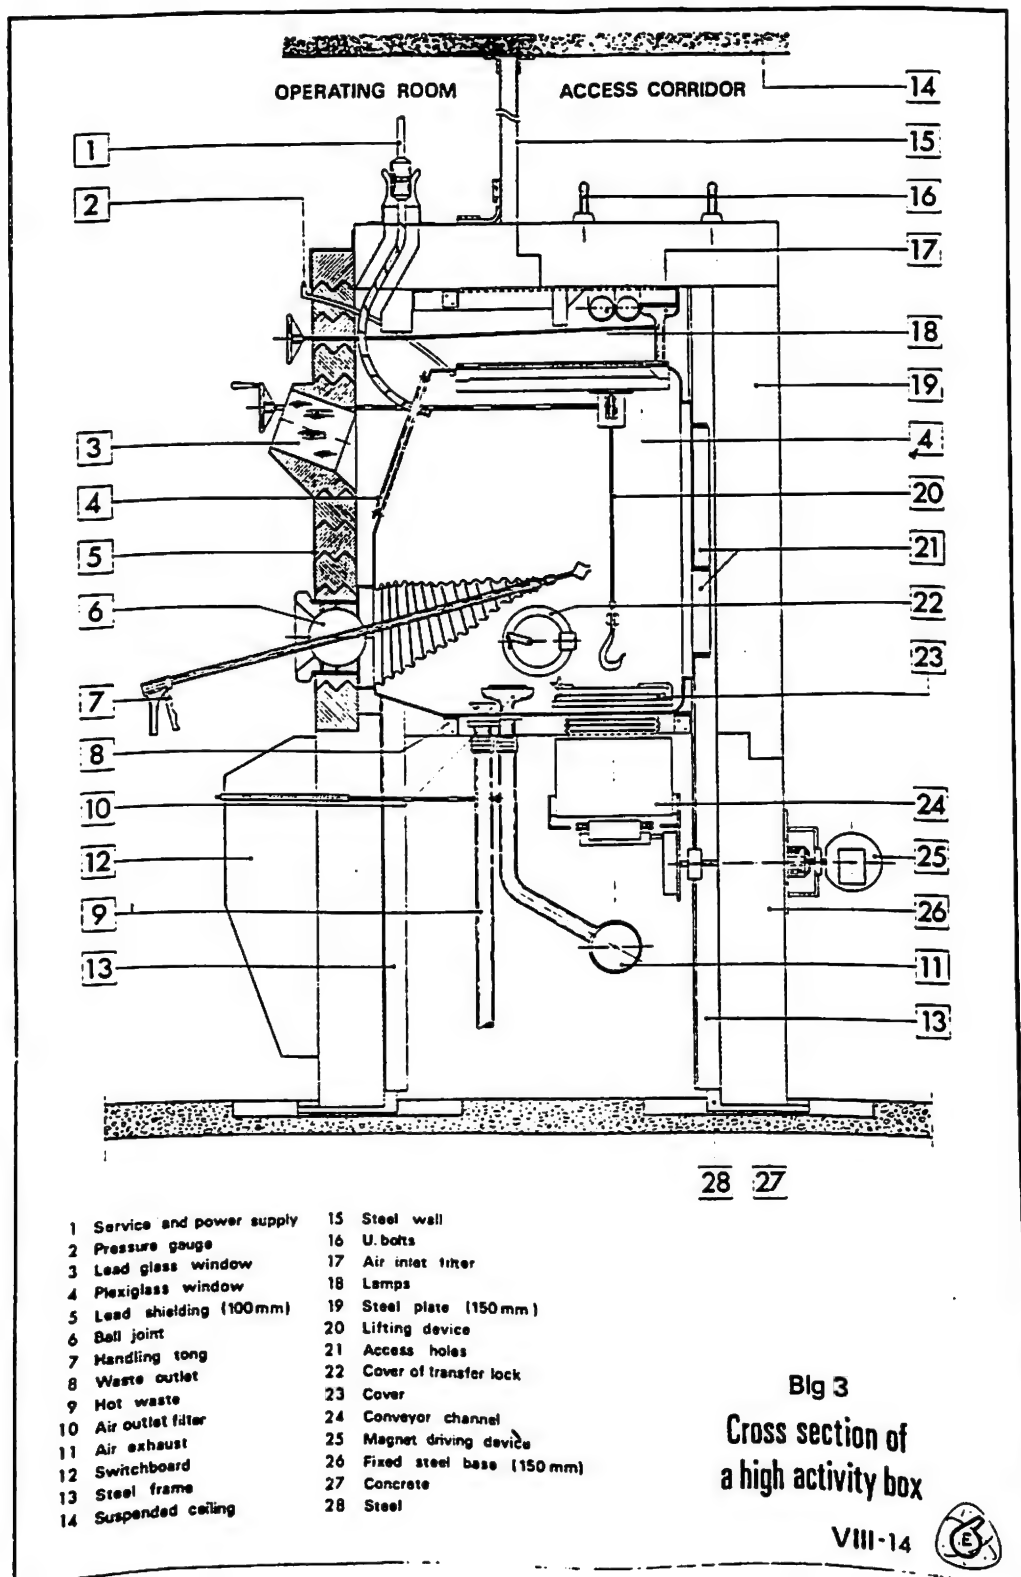 OPERATING ROOM
ACCESS CORRIDOR
14
1
15
2
16
17
18
19
3
4
4
20
5
21
6
22
23
7
8
10
24
12
25
9
26
13
11
13
28 27
1 Service and power supply
2 Pressure gauge
3 Lead glass window
4 Plexiglass window
5 Lead shielding (100mm)
6 Ball joint
7 Handling tong
8 Waste outlet
9 Hot waste
10 Air outlet filter
11 Air exhaust
12 Switchboard
13 Steel frame
14 Suspended ceiling
15 Steel wall
16 U.bolts
17 Air inlet filter
18 Lamps
19 Steel plate (150mm)
20 Lifting device
21 Access holes
22 Cover of transfer lock
23 Cover
24 Conveyor channel
25 Magnet driving device
26 Fixed steel base (150mm)
27 Concrete
28 Steel
Blg 3
Cross section of
a high activity box
VIII-14
E